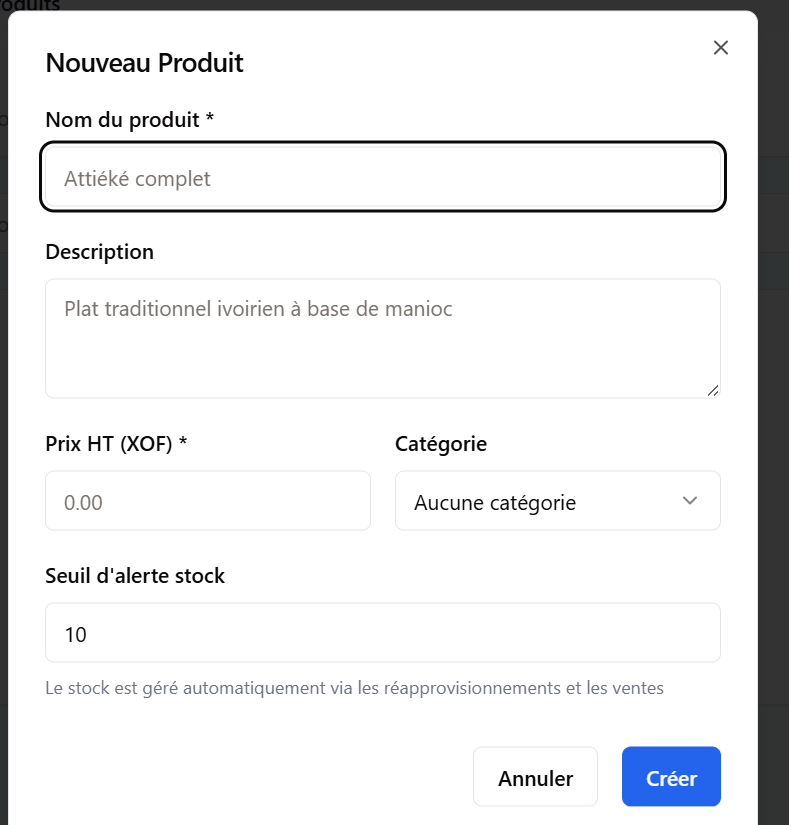 Nouveau Produit
Nom du produit *
Attiéké complet
Description
Plat traditionnel ivoirien à base de manioc
Prix HT (XOF) *
Catégorie
0.00
Aucune catégorie
Seuil d'alerte stock
10
Le stock est géré automatiquement via les réapprovisionnements et les ventes
Annuler
Créer